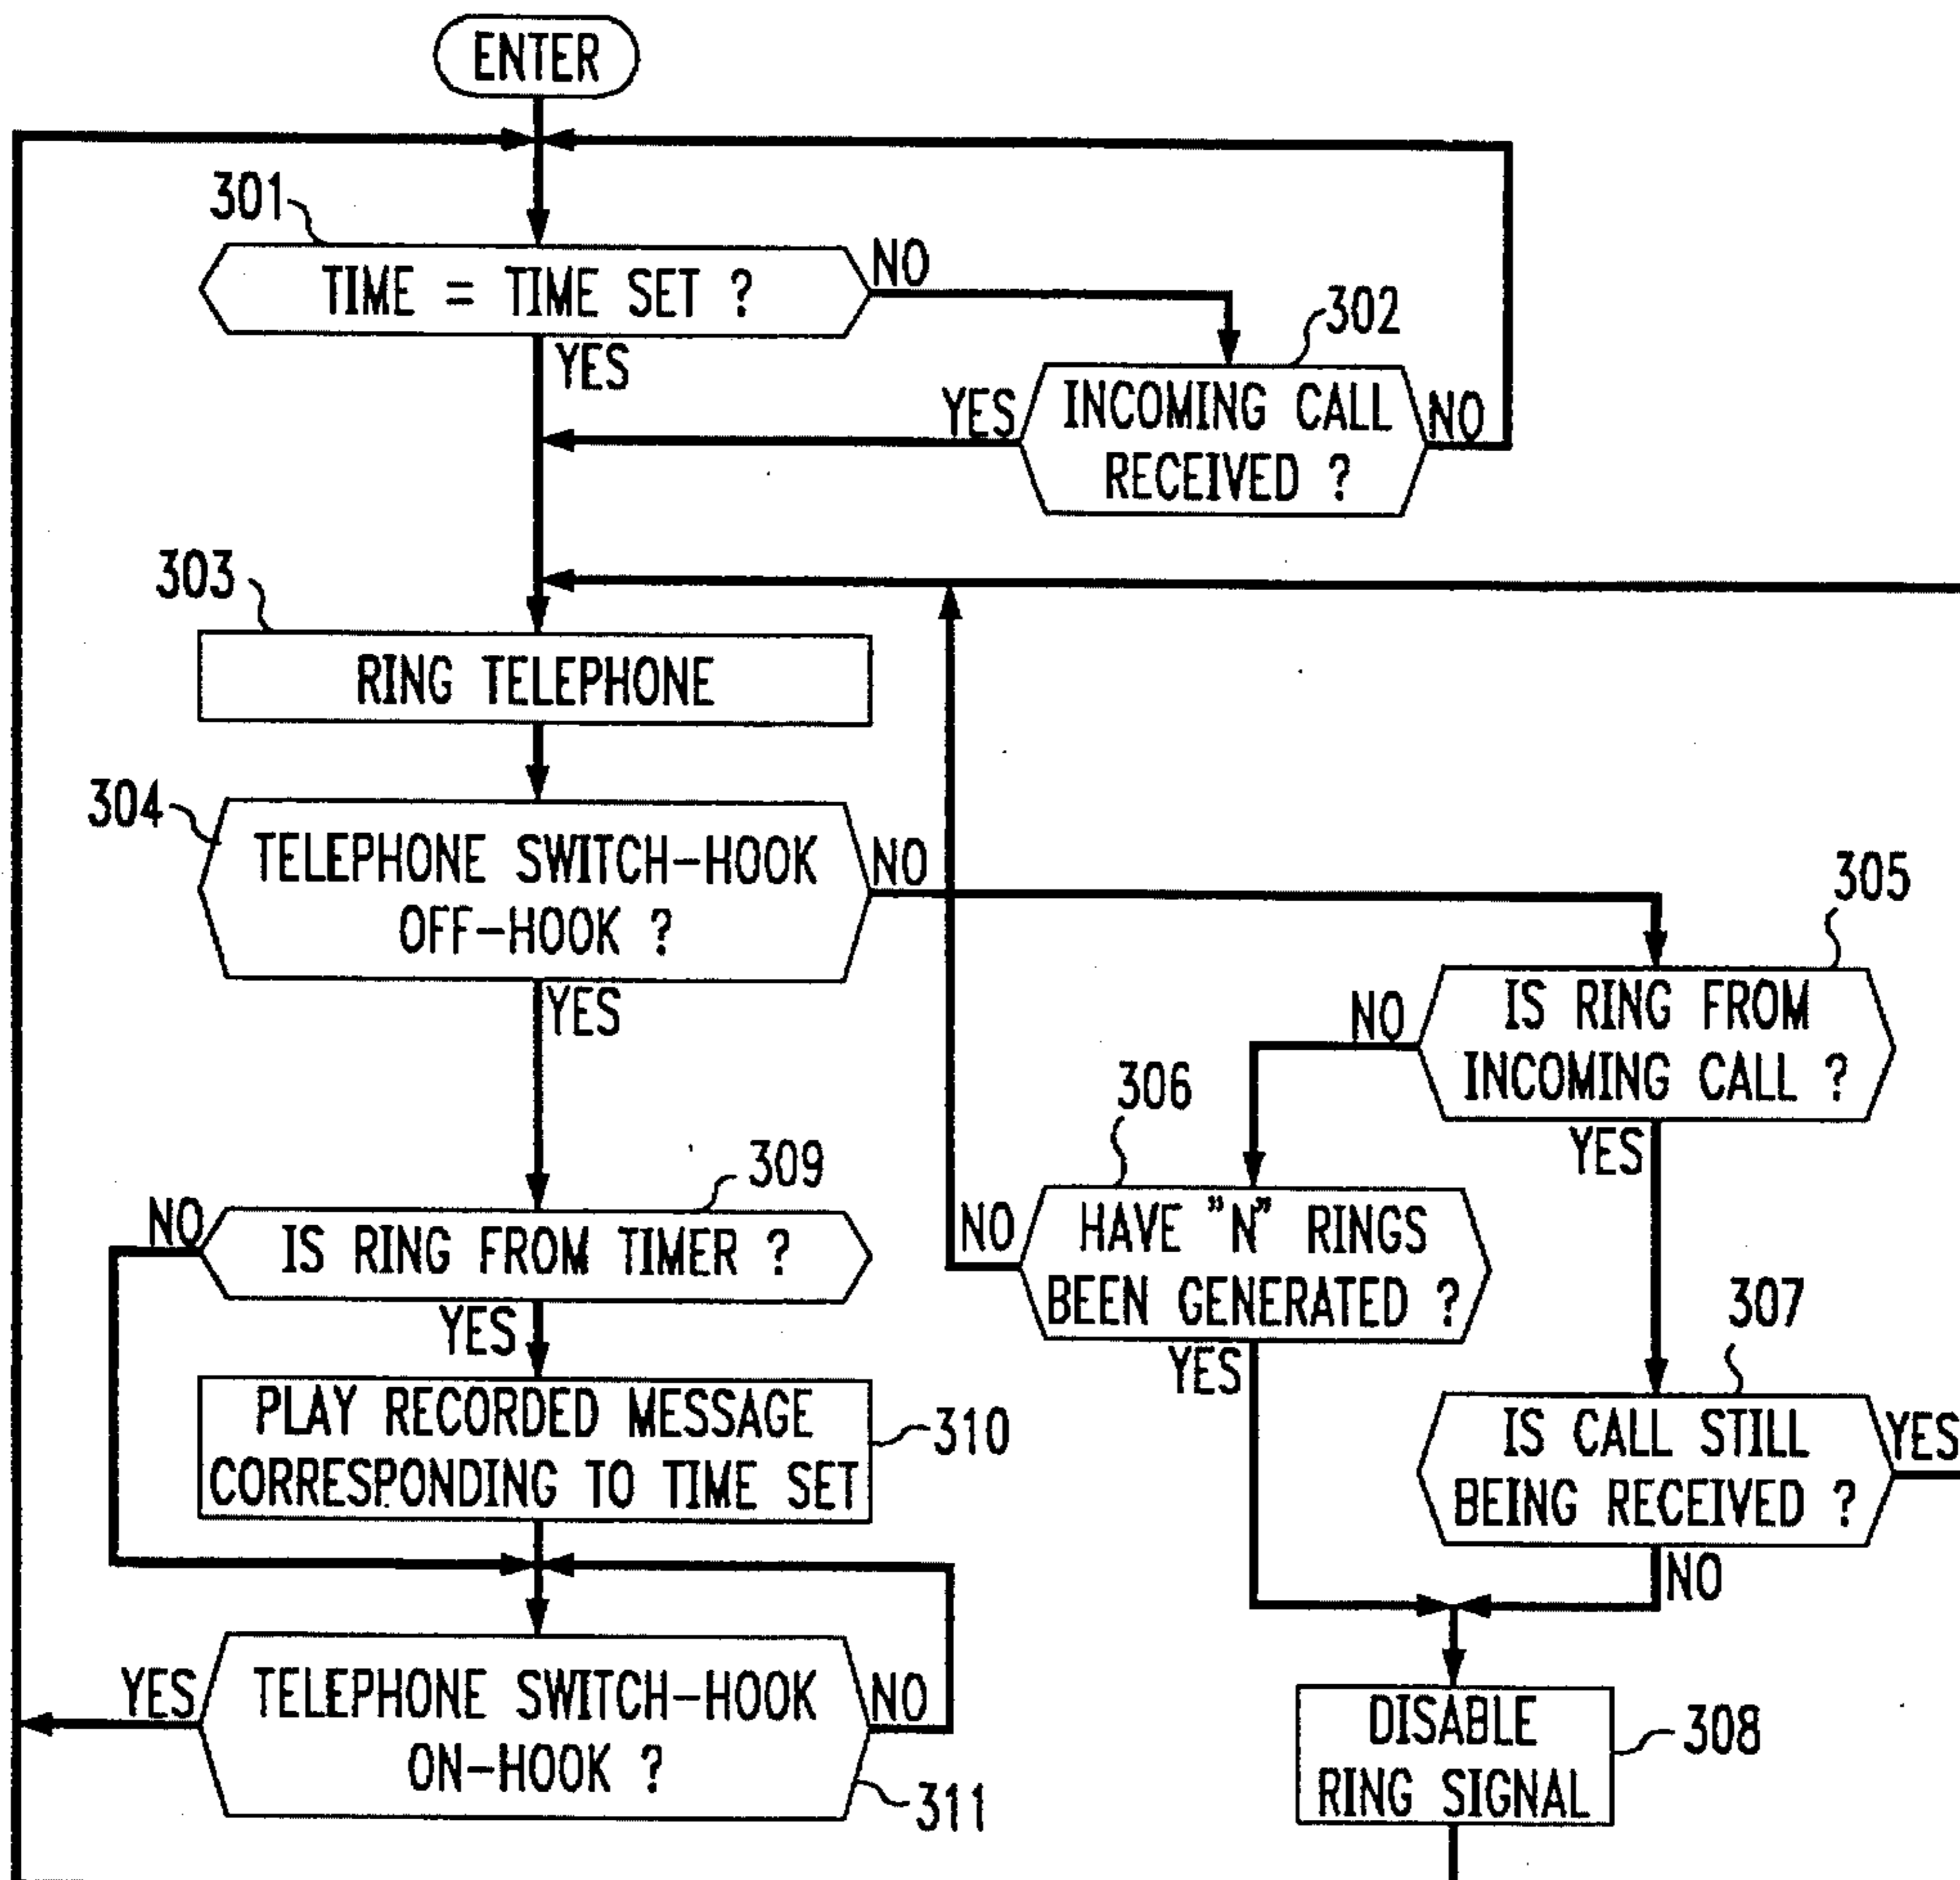 ENTER
301
TIME = TIME SET ?
NO
YES
302
INCOMING CALL
RECEIVED ?
YES
NO
303
RING TELEPHONE
304
TELEPHONE SWITCH-HOOK
OFF-HOOK ?
NO
YES
305
IS RING FROM
INCOMING CALL ?
NO
YES
306
HAVE "N" RINGS
BEEN GENERATED ?
NO
YES
307
IS CALL STILL
BEING RECEIVED ?
YES
NO
308
DISABLE
RING SIGNAL
309
IS RING FROM TIMER ?
NO
YES
PLAY RECORDED MESSAGE
CORRESPONDING TO TIME SET
310
TELEPHONE SWITCH-HOOK
ON-HOOK ?
YES
NO
311